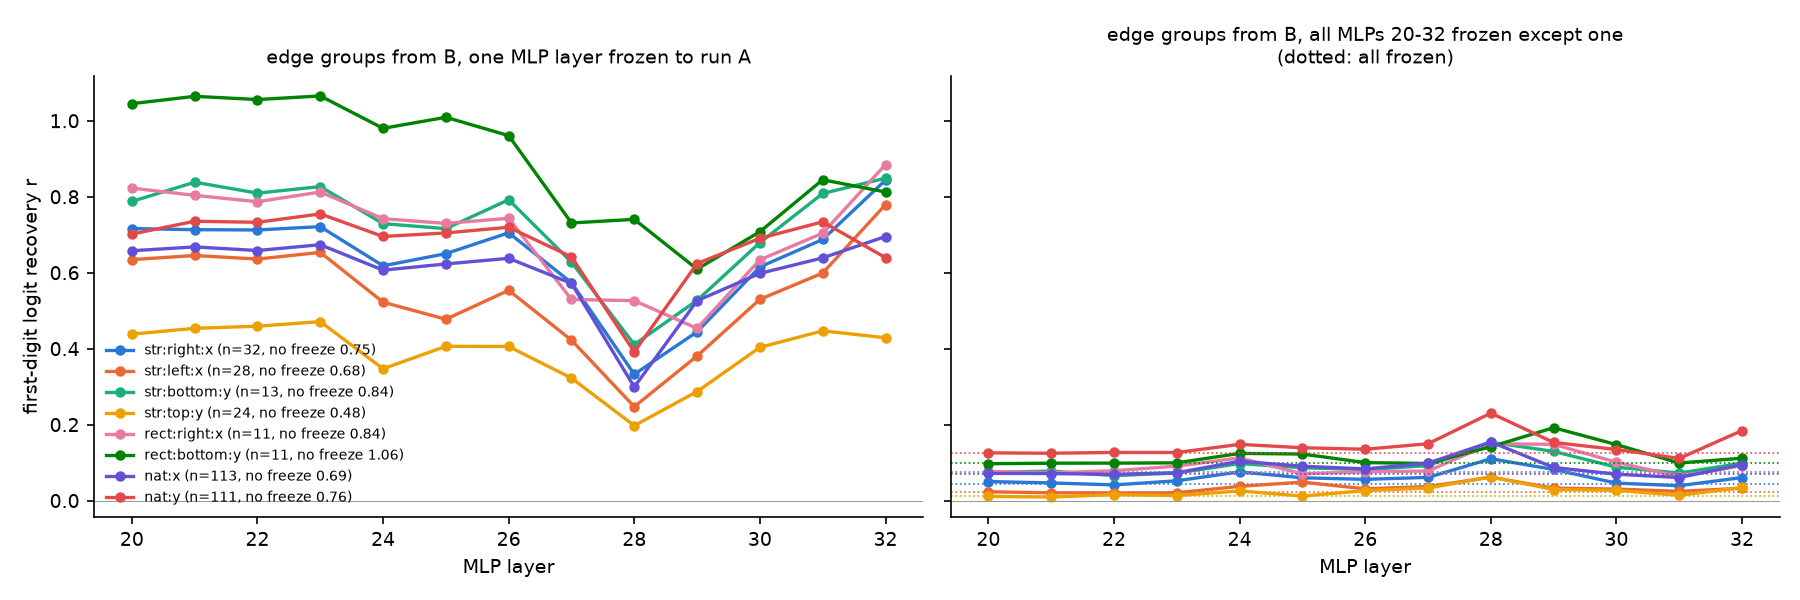 edge groups from B, one MLP layer frozen to run A
first-digit logit recovery r
1.0
0.8
0.6
0.4
0.2
0.0
str:right:x (n=32, no freeze 0.75)
str:left:x (n=28, no freeze 0.68)
str:bottom:y (n=13, no freeze 0.84)
str:top:y (n=24, no freeze 0.48)
rect:right:x (n=11, no freeze 0.84)
rect:bottom:y (n=11, no freeze 1.06)
nat:x (n=113, no freeze 0.69)
nat:y (n=111, no freeze 0.76)
20 22 24 26 28 30 32
MLP layer
edge groups from B, all MLPs 20-32 frozen except one
(dotted: all frozen)
20 22 24 26 28 30 32
MLP layer